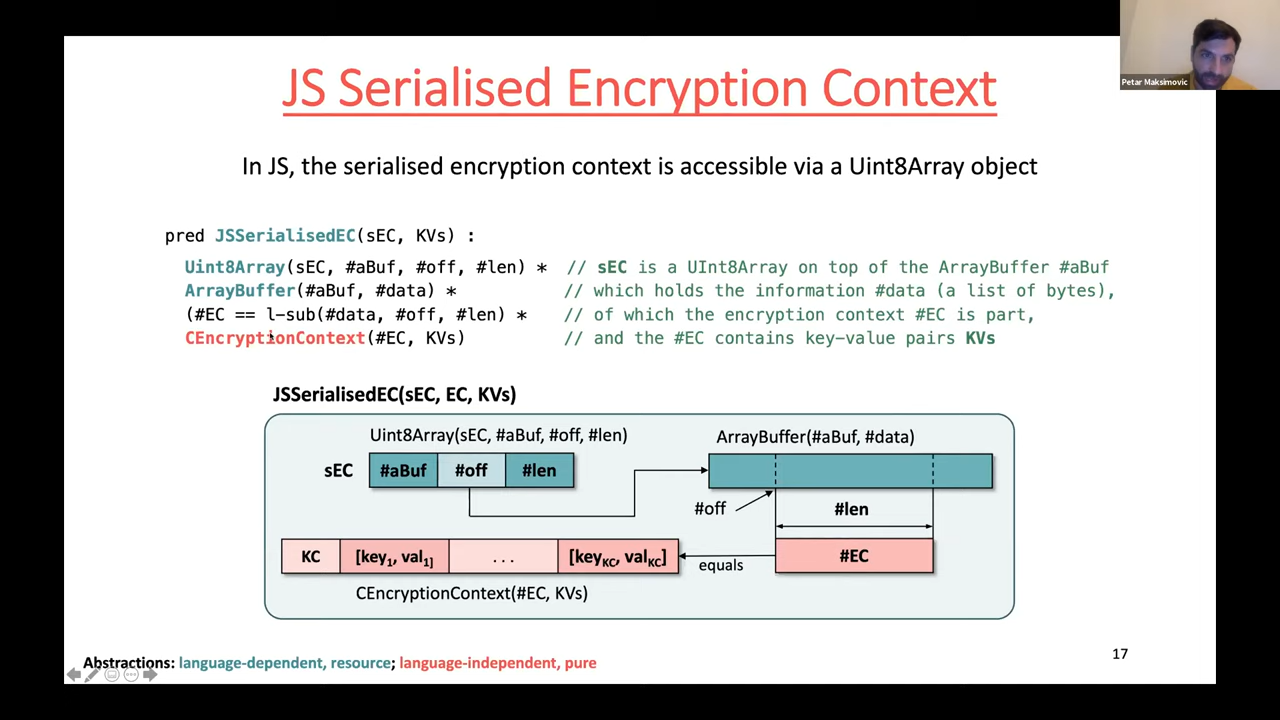 JS Serialised Encryption Context
Petar Maksimovic
In JS, the serialised encryption context is accessible via a Uint8Array object
pred JSSerialisedEC(sEC, KVs) :
Uint8Array(sEC, #aBuf, #off, #len) * // sEC is a UInt8Array on top of the ArrayBuffer #aBuf
ArrayBuffer(#aBuf, #data) * // which holds the information #data (a list of bytes),
(#EC == l-sub(#data, #off, #len) * // of which the encryption context #EC is part,
CEncryptionContext(#EC, KVs) // and the #EC contains key-value pairs KVs
JSSerialisedEC(sEC, EC, KVs)
Uint8Array(sEC, #aBuf, #off, #len) ArrayBuffer(#aBuf, #data)
sEC #aBuf #off #len
#off #len
KC [key1, val1] ... [keyKC, valKC] equals #EC
CEncryptionContext(#EC, KVs)
Abstractions: language-dependent, resource; language-independent, pure
17